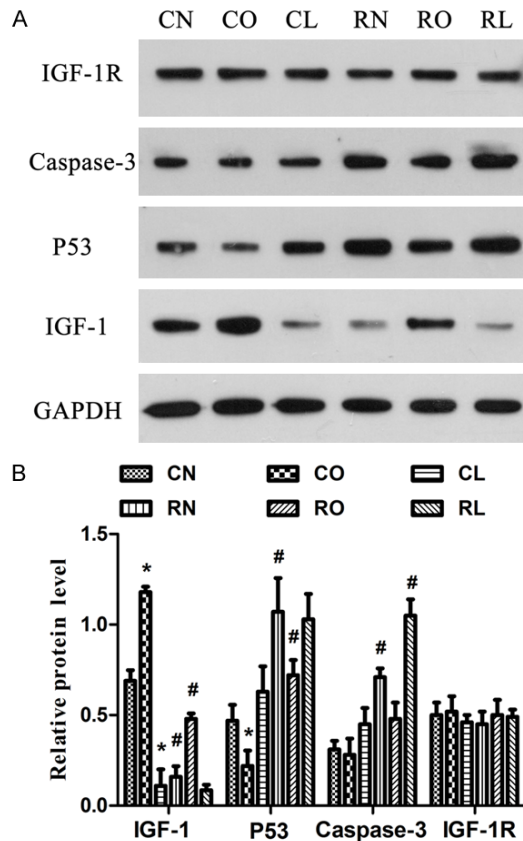 A
CN CO CL RN RO RL
IGF-1R
Caspase-3
P53
IGF-1
GAPDH
B
CN CO CL
RN RO RL
Relative protein level
1.5
1.0
0.5
0.0
* * # #
* # #
# #
IGF-1 P53 Caspase-3 IGF-1R